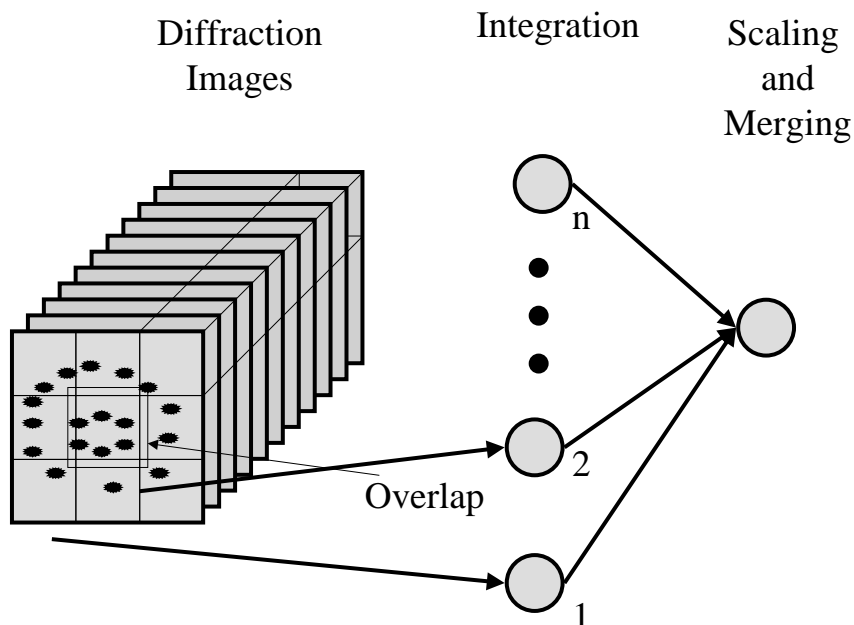 Diffraction
Images
Integration
Scaling
and
Merging
n
2
Overlap
1